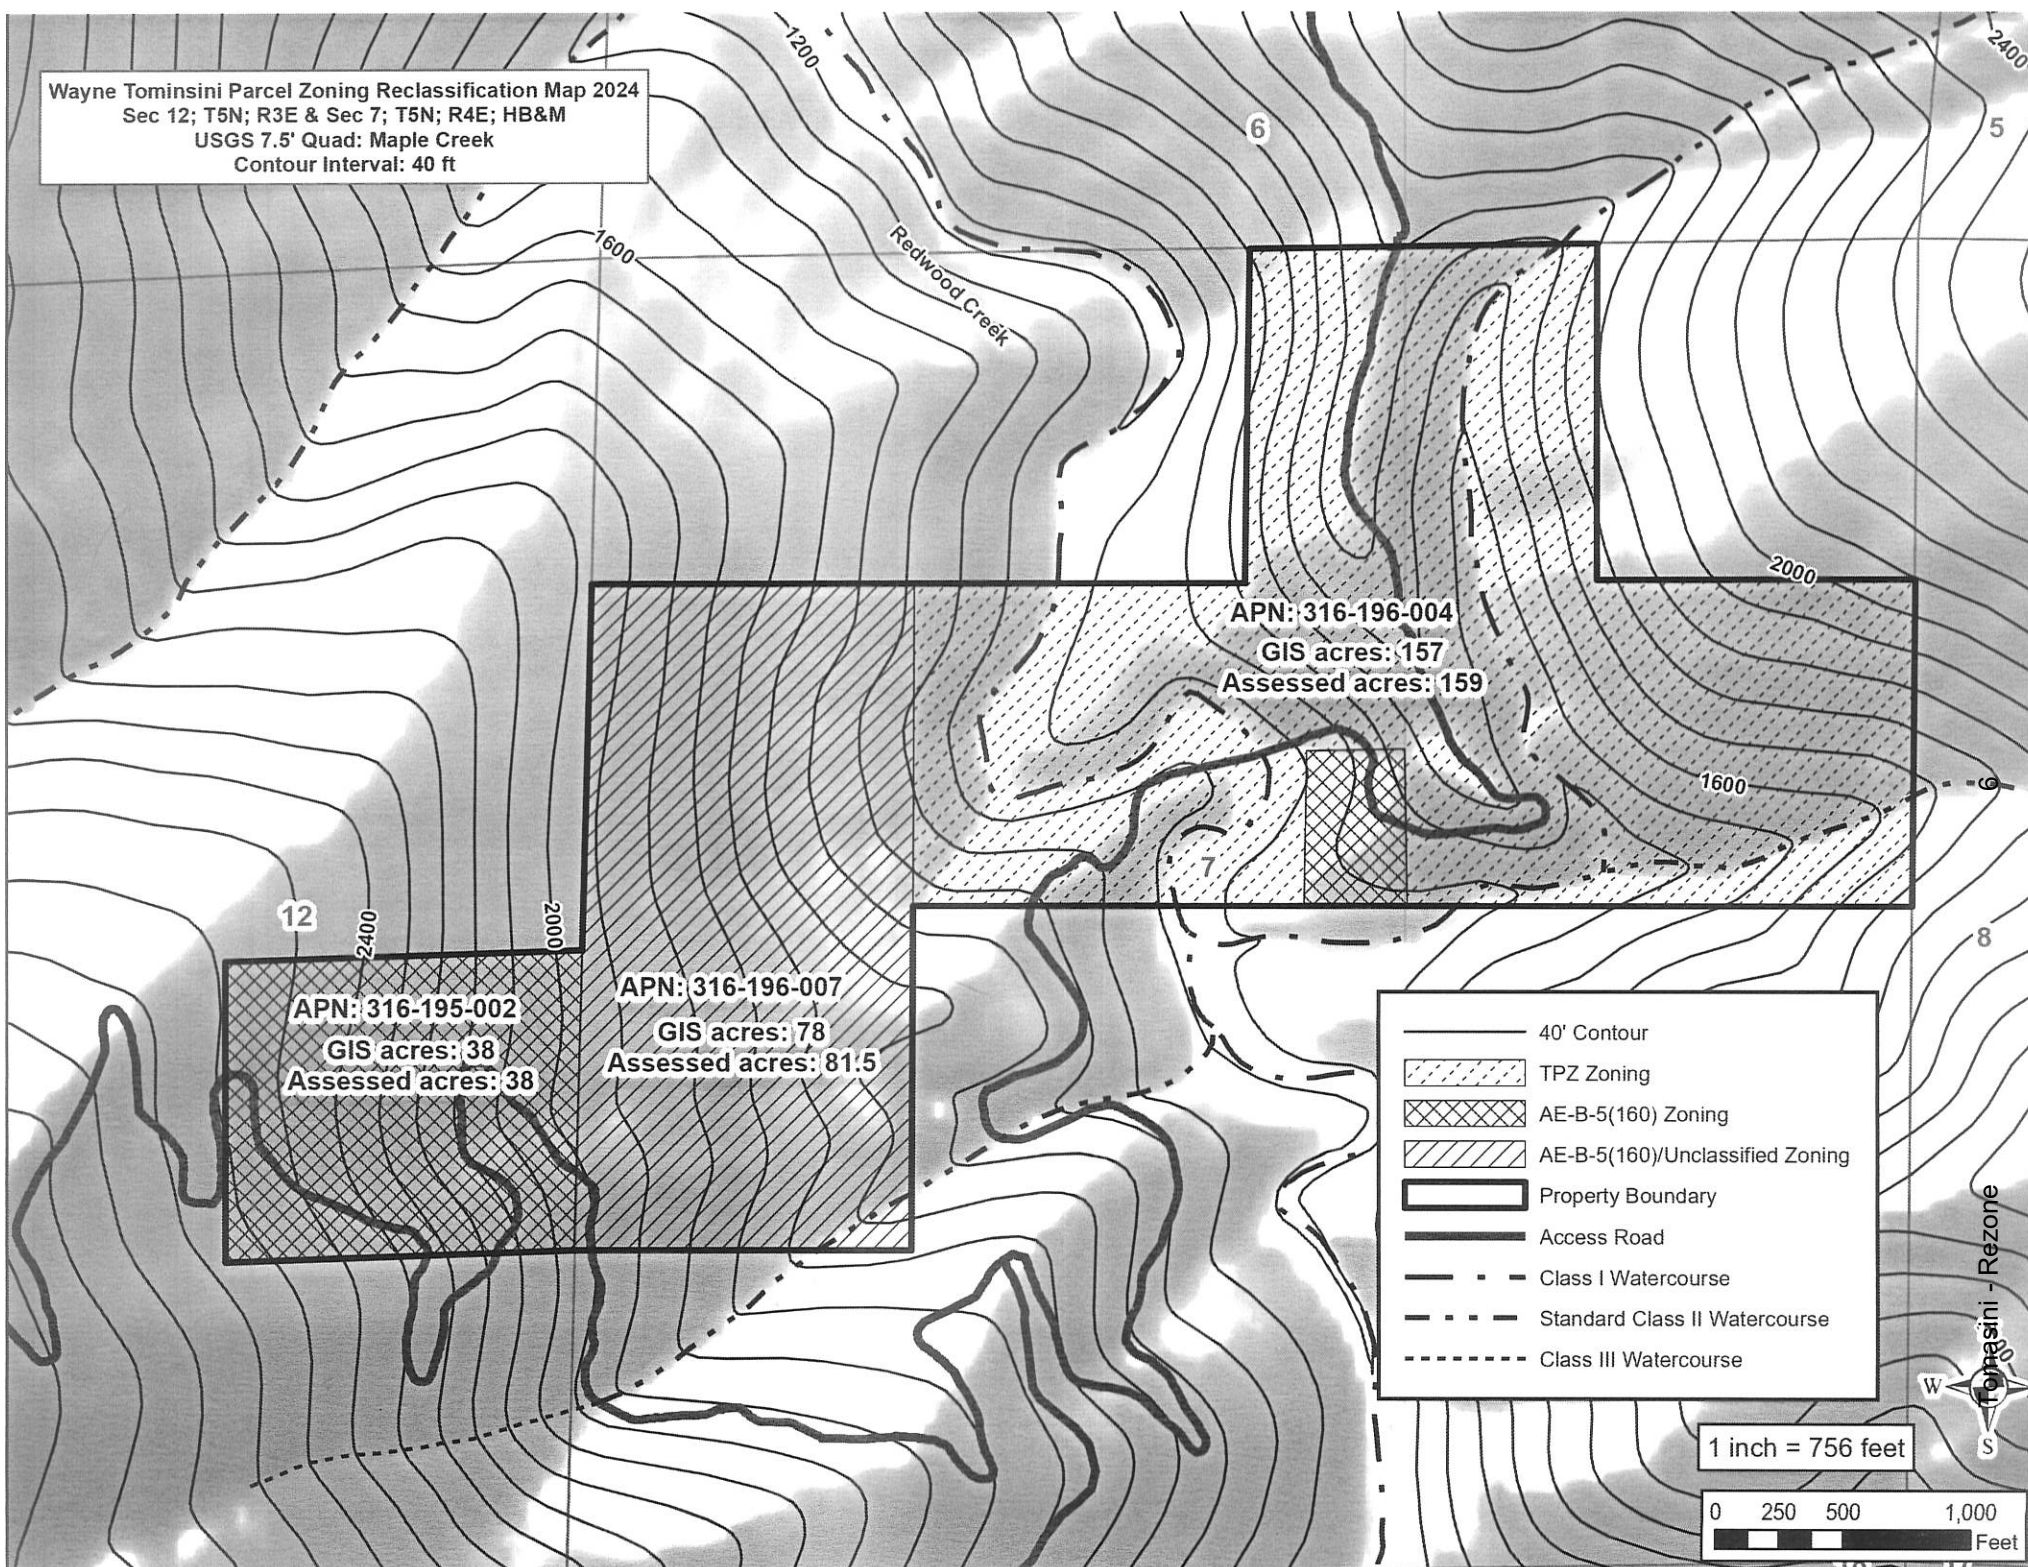 Wayne Tominsini Parcel Zoning Reclassification Map 2024
Sec 12; T5N; R3E & Sec 7; T5N; R4E; HB&M
USGS 7.5' Quad: Maple Creek
Contour Interval: 40 ft
1200
2400
6
5
1600
Redwood Creek
2000
APN: 316-196-004
GIS acres: 157
Assessed acres: 159
1600
6
7
12
2400
2000
8
APN: 316-195-002
GIS acres: 38
Assessed acres: 38
APN: 316-196-007
GIS acres: 78
Assessed acres: 81.5
40' Contour
TPZ Zoning
AE-B-5(160) Zoning
AE-B-5(160)/Unclassified Zoning
Property Boundary
Access Road
Class I Watercourse
Standard Class II Watercourse
Class III Watercourse
Tomasini - Rezone
W
S
1 inch = 756 feet
0 250 500 1,000
Feet